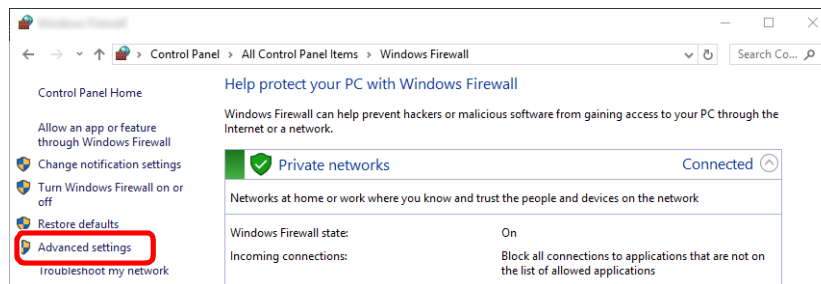 Control Panel > All Control Panel Items > Windows Firewall
Search Co...
Control Panel Home
Allow an app or feature
through Windows Firewall
Change notification settings
Turn Windows Firewall on or
off
Restore defaults
Advanced settings
Troubleshoot my network
Help protect your PC with Windows Firewall
Windows Firewall can help prevent hackers or malicious software from gaining access to your PC through the
Internet or a network.
Private networks
Connected
Networks at home or work where you know and trust the people and devices on the network
Windows Firewall state:
On
Incoming connections:
Block all connections to applications that are not on
the list of allowed applications